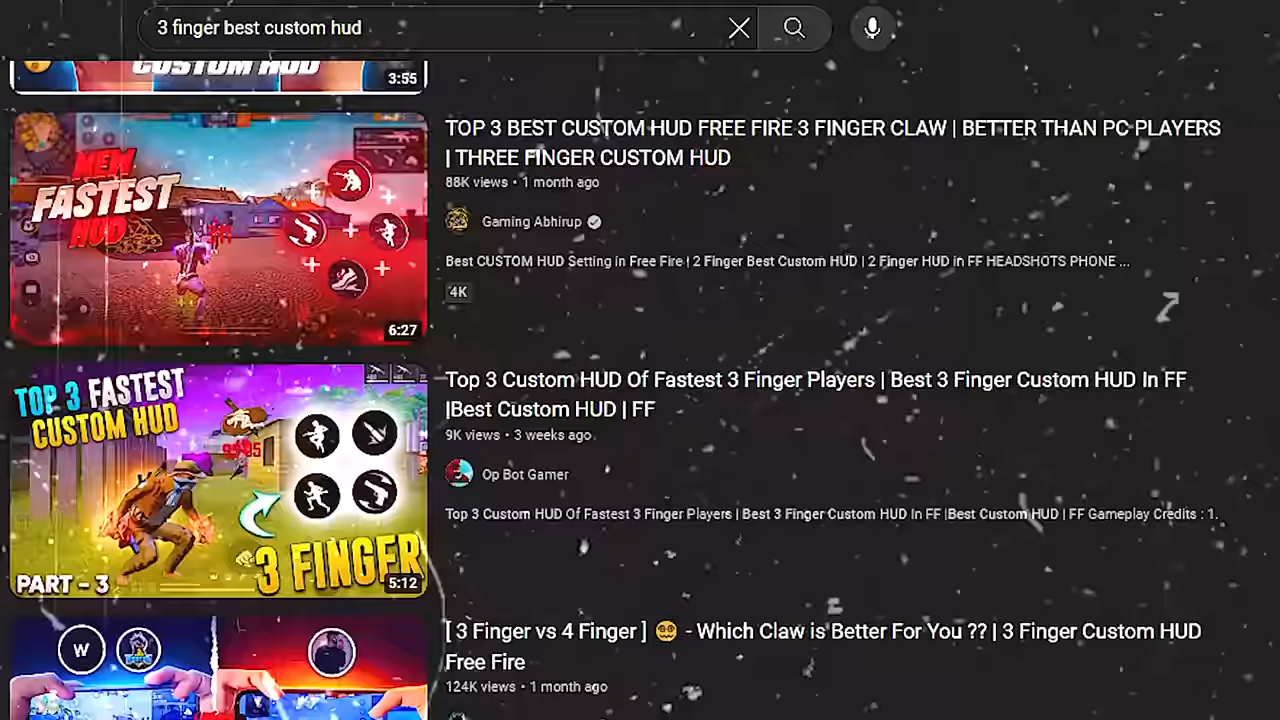 3 finger best custom hud
CUSTOM HUD
3:55
NEW
FASTEST
HUD
6:27
TOP 3 BEST CUSTOM HUD FREE FIRE 3 FINGER CLAW | BETTER THAN PC PLAYERS
| THREE FINGER CUSTOM HUD
88K views • 1 month ago
Gaming Abhirup
Best CUSTOM HUD Setting in Free Fire | 2 Finger Best Custom HUD | 2 Finger HUD in FF HEADSHOTS PHONE ...
4K
TOP 3 FASTEST
CUSTOM HUD
3 FINGER
PART - 3
5:12
Top 3 Custom HUD Of Fastest 3 Finger Players | Best 3 Finger Custom HUD In FF
|Best Custom HUD | FF
9K views • 3 weeks ago
Op Bot Gamer
Top 3 Custom HUD Of Fastest 3 Finger Players | Best 3 Finger Custom HUD In FF |Best Custom HUD | FF Gameplay Credits : 1.
W
[ 3 Finger vs 4 Finger ] 😵‍💫 - Which Claw is Better For You ?? | 3 Finger Custom HUD
Free Fire
124K views • 1 month ago